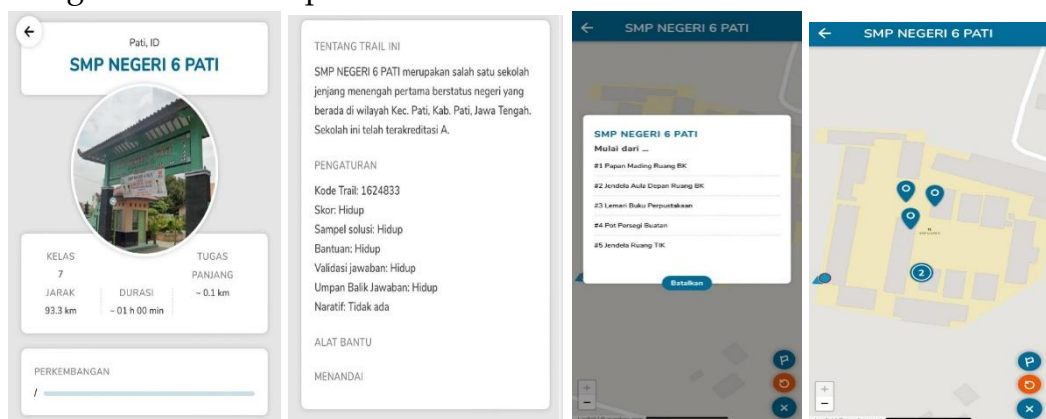 Pati, ID
SMP NEGERI 6 PATI
KELAS
7
TUGAS
PANJANG
~ 0.1 km
JARAK
93.3 km
DURASI
~ 01 h 00 min
PERKEMBANGAN
/
TENTANG TRAIL INI
SMP NEGERI 6 PATI merupakan salah satu sekolah
jenjang menengah pertama berstatus negeri yang
berada di wilayah Kec. Pati, Kab. Pati, Jawa Tengah.
Sekolah ini telah terakreditasi A.
PENGATURAN
Kode Trail: 1624833
Skor: Hidup
Sampel solusi: Hidup
Bantuan: Hidup
Validasi jawaban: Hidup
Umpan Balik Jawaban: Hidup
Naratif: Tidak ada
ALAT BANTU
MENANDAI
SMP NEGERI 6 PATI
SMP NEGERI 6 PATI
Mulai dari ...
#1 Papan Mading Ruang BK
#2 Jendela Aula Depan Ruang BK
#3 Lemari Buku Perpustakaan
#4 Pot Persegi Buatan
#5 Jendela Ruang TIK
Batalkan
+
−
SMP NEGERI 6 PATI
2
+
−